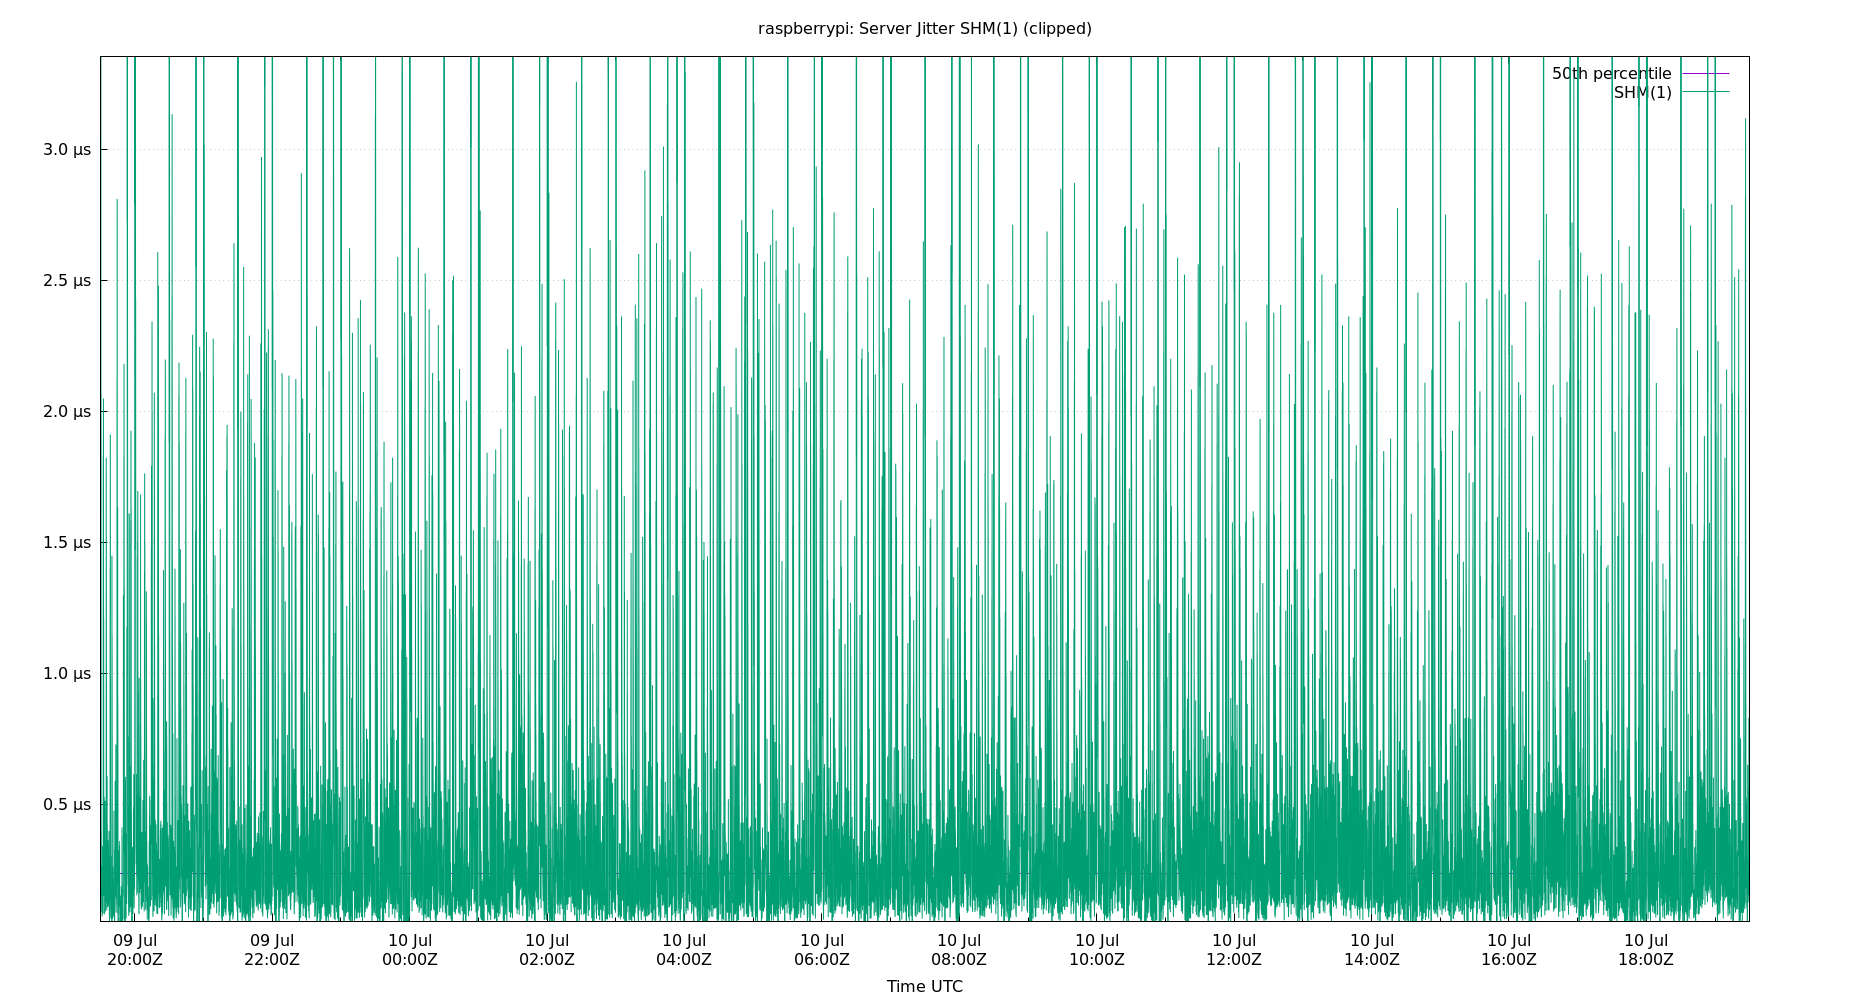 raspberrypi: Server Jitter SHM(1) (clipped)
50th percentile
SHM(1)
3.0 µs
2.5 µs
2.0 µs
1.5 µs
1.0 µs
0.5 µs
09 Jul 09 Jul 10 Jul 10 Jul 10 Jul 10 Jul 10 Jul 10 Jul 10 Jul 10 Jul 10 Jul 10 Jul
20:00Z 22:00Z 00:00Z 02:00Z 04:00Z 06:00Z 08:00Z 10:00Z 12:00Z 14:00Z 16:00Z 18:00Z
Time UTC